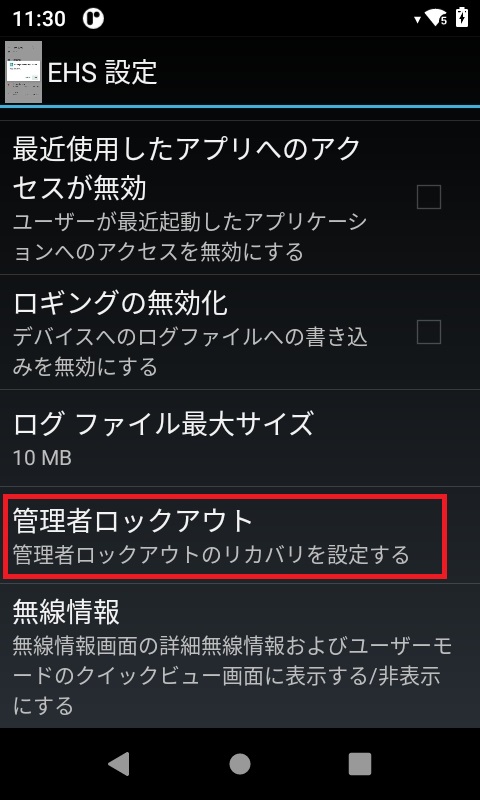 11:30
5
EHS 設定
最近使用したアプリへのアク
セスが無効
ユーザーが最近起動したアプリケーシ
ョンへのアクセスを無効にする
ロギングの無効化
デバイスへのログファイルへの書き込
みを無効にする
ログ ファイル最大サイズ
10 MB
管理者ロックアウト
管理者ロックアウトのリカバリを設定する
無線情報
無線情報画面の詳細無線情報およびユーザーモ
ードのクイックビュー画面に表示する/非表示
にする